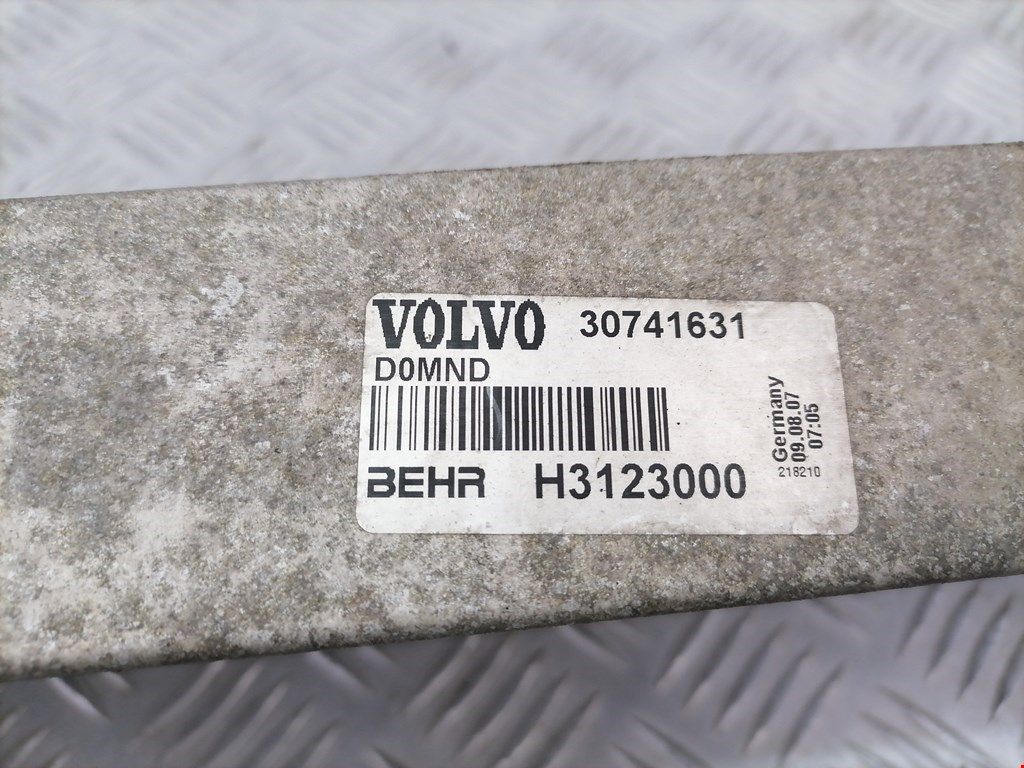 VOLVO 30741631
D0MND
BEHR H3123000
Germany
09.08.07
07:05
218210